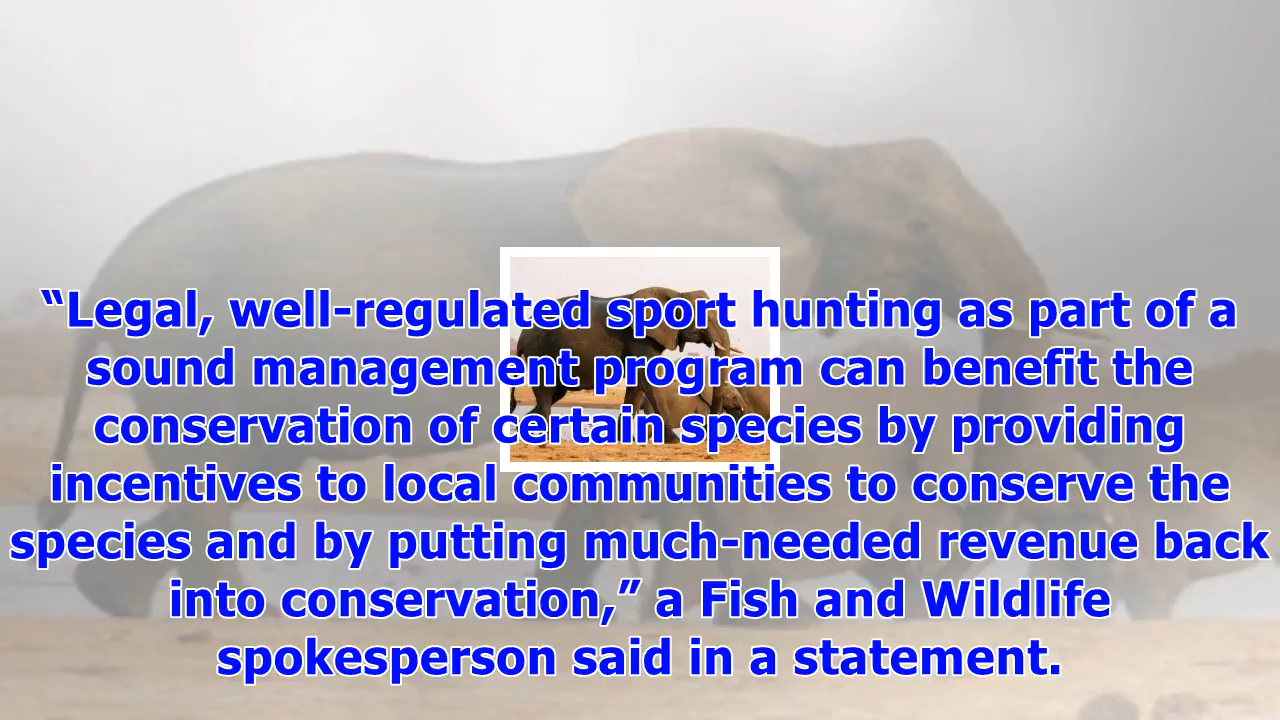 “Legal, well-regulated sport hunting as part of a
sound management program can benefit the
conservation of certain species by providing
incentives to local communities to conserve the
species and by putting much-needed revenue back
into conservation,” a Fish and Wildlife
spokesperson said in a statement.